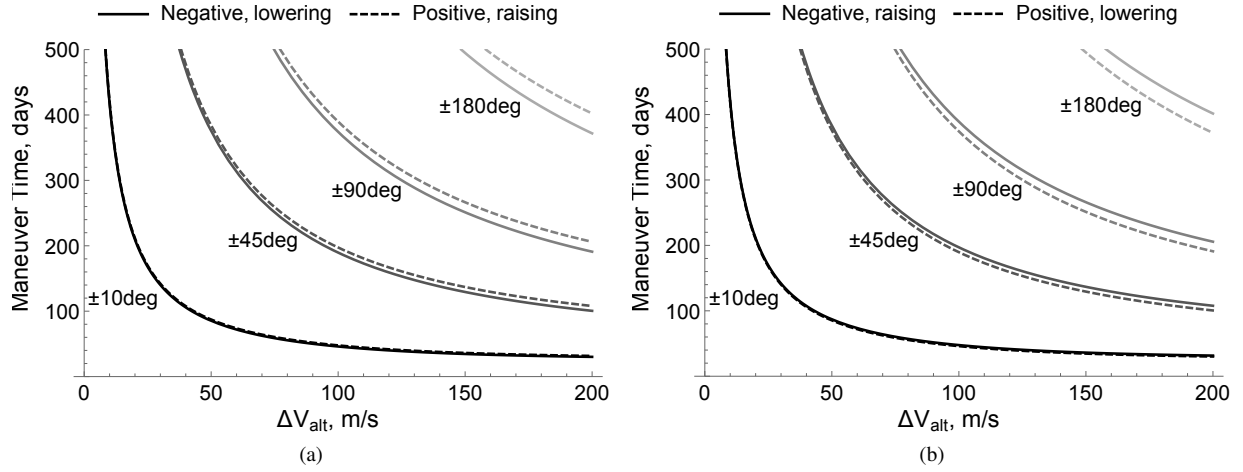 Negative, lowering Positive, raising
500
400
300
200
100
0
50
100
150
200
Maneuver Time, days
±180deg
±90deg
±45deg
±10deg
ΔV_alt, m/s
(a)
Negative, raising Positive, lowering
500
400
300
200
100
0
50
100
150
200
Maneuver Time, days
±180deg
±90deg
±45deg
±10deg
ΔV_alt, m/s
(b)